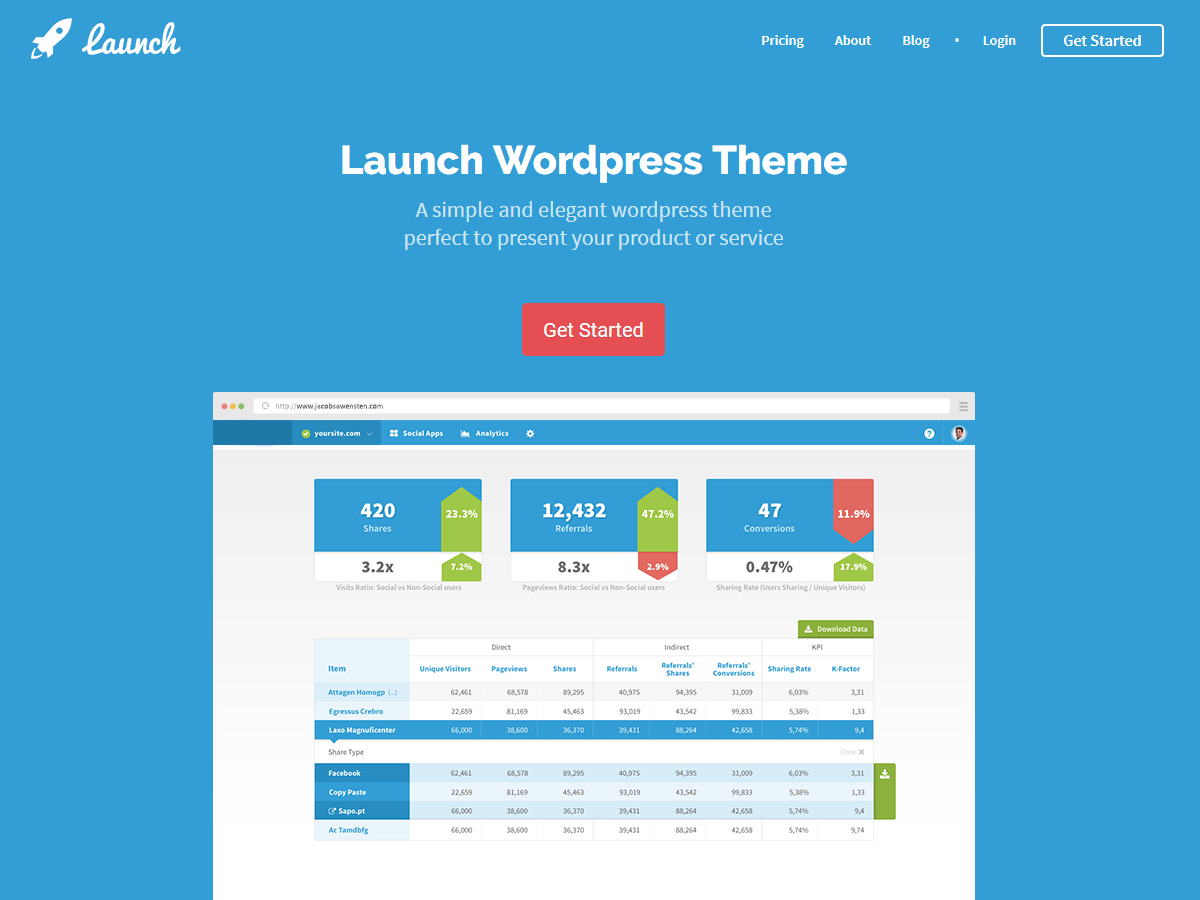 Launch
Pricing About Blog • Login Get Started
Launch Wordpress Theme
A simple and elegant wordpress theme
perfect to present your product or service
Get Started
http://www.jacobsawensten.com
yoursite.com Social Apps Analytics ?
420 23.3% 12,432 47.2% 47 11.9%
Shares Referrals Conversions
3.2x 7.2% 8.3x 2.9% 0.47% 17.9%
Visits Ratio: Social vs Non-Social users Pageviews Ratio: Social vs Non-Social users Sharing Rate (Users Sharing / Unique Visitors)
Download Data
Direct Indirect KPI
Item Unique Visitors Pageviews Shares Referrals Referrals' Shares Referrals' Conversions Sharing Rate K-Factor
Attagen Homogp (...) 62,461 68,578 89,295 40,975 94,395 31,009 6,03% 3,31
Egressus Crebro 22,659 81,169 45,463 93,019 43,542 99,833 5,38% 1,33
Laxo Magnuficenter 66,000 38,600 36,370 39,431 88,264 42,658 5,74% 9,4
Share Type Close ×
Facebook 62,461 68,578 89,295 40,975 94,395 31,009 6,03% 3,31
Copy Paste 22,659 81,169 45,463 93,019 43,542 99,833 5,38% 1,33
Sapo.pt 66,000 38,600 36,370 39,431 88,264 42,658 5,74% 9,4
Ac Tamdbfg 66,000 38,600 36,370 39,431 88,264 42,658 5,74% 9,74